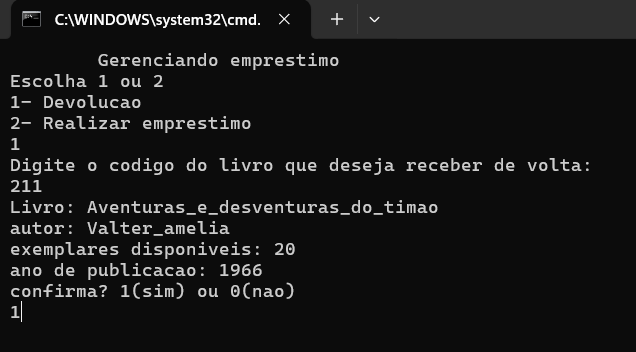 C:\WINDOWS\system32\cmd.
Gerenciando emprestimo
Escolha 1 ou 2
1- Devolucao
2- Realizar emprestimo
1
Digite o codigo do livro que deseja receber de volta:
211
Livro: Aventuras_e_desventuras_do_timao
autor: Valter_amelia
exemplares disponiveis: 20
ano de publicacao: 1966
confirma? 1(sim) ou 0(nao)
1